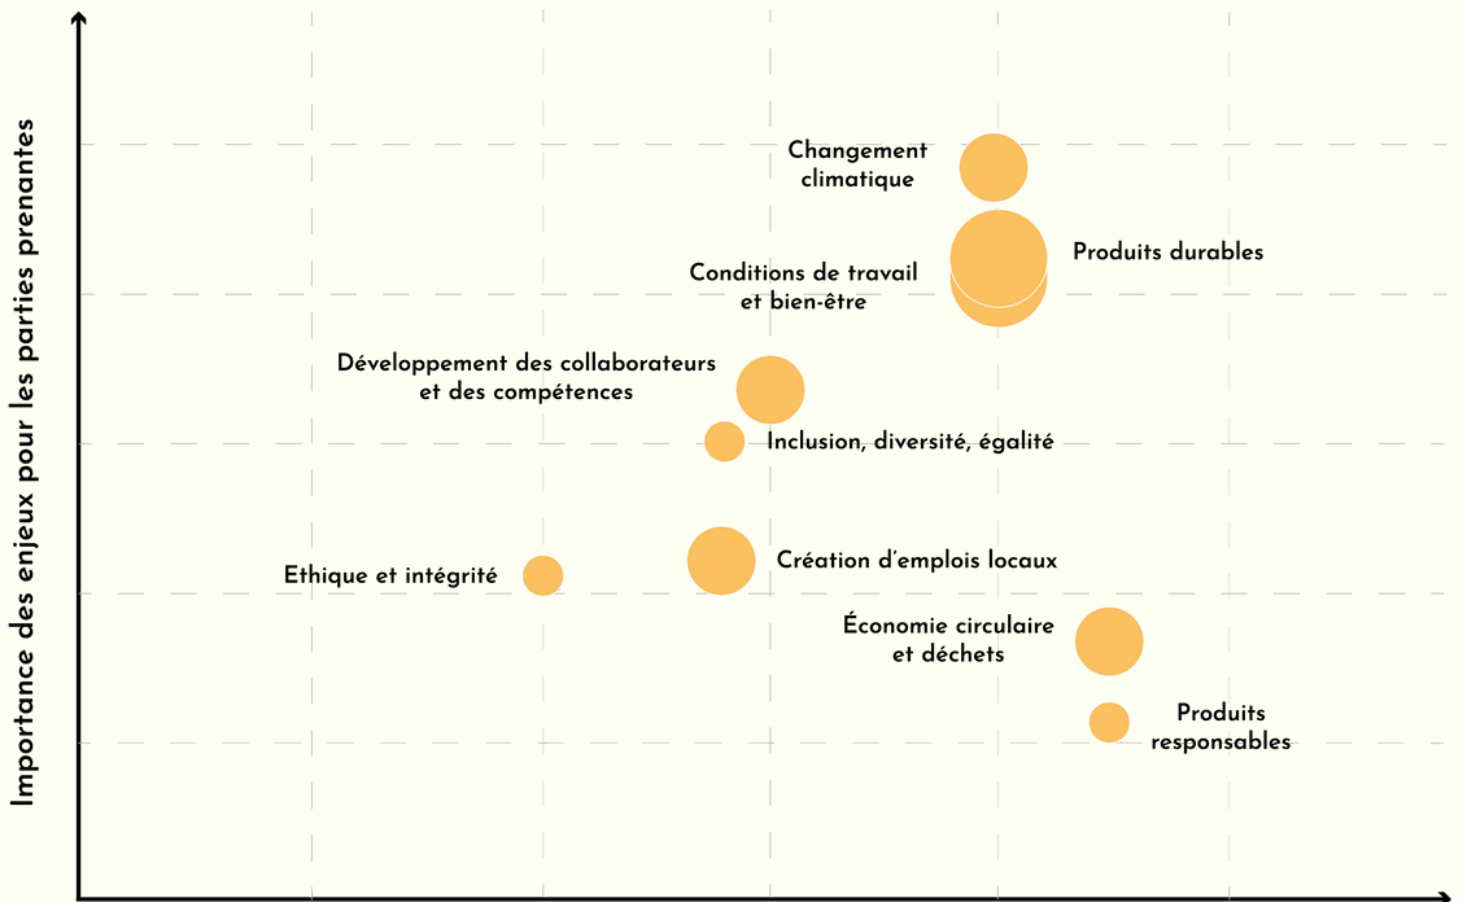 Importance des enjeux pour les parties prenantes
Changement
climatique
Produits durables
Conditions de travail
et bien-être
Développement des collaborateurs
et des compétences
Inclusion, diversité, égalité
Création d’emplois locaux
Ethique et intégrité
Économie circulaire
et déchets
Produits
responsables